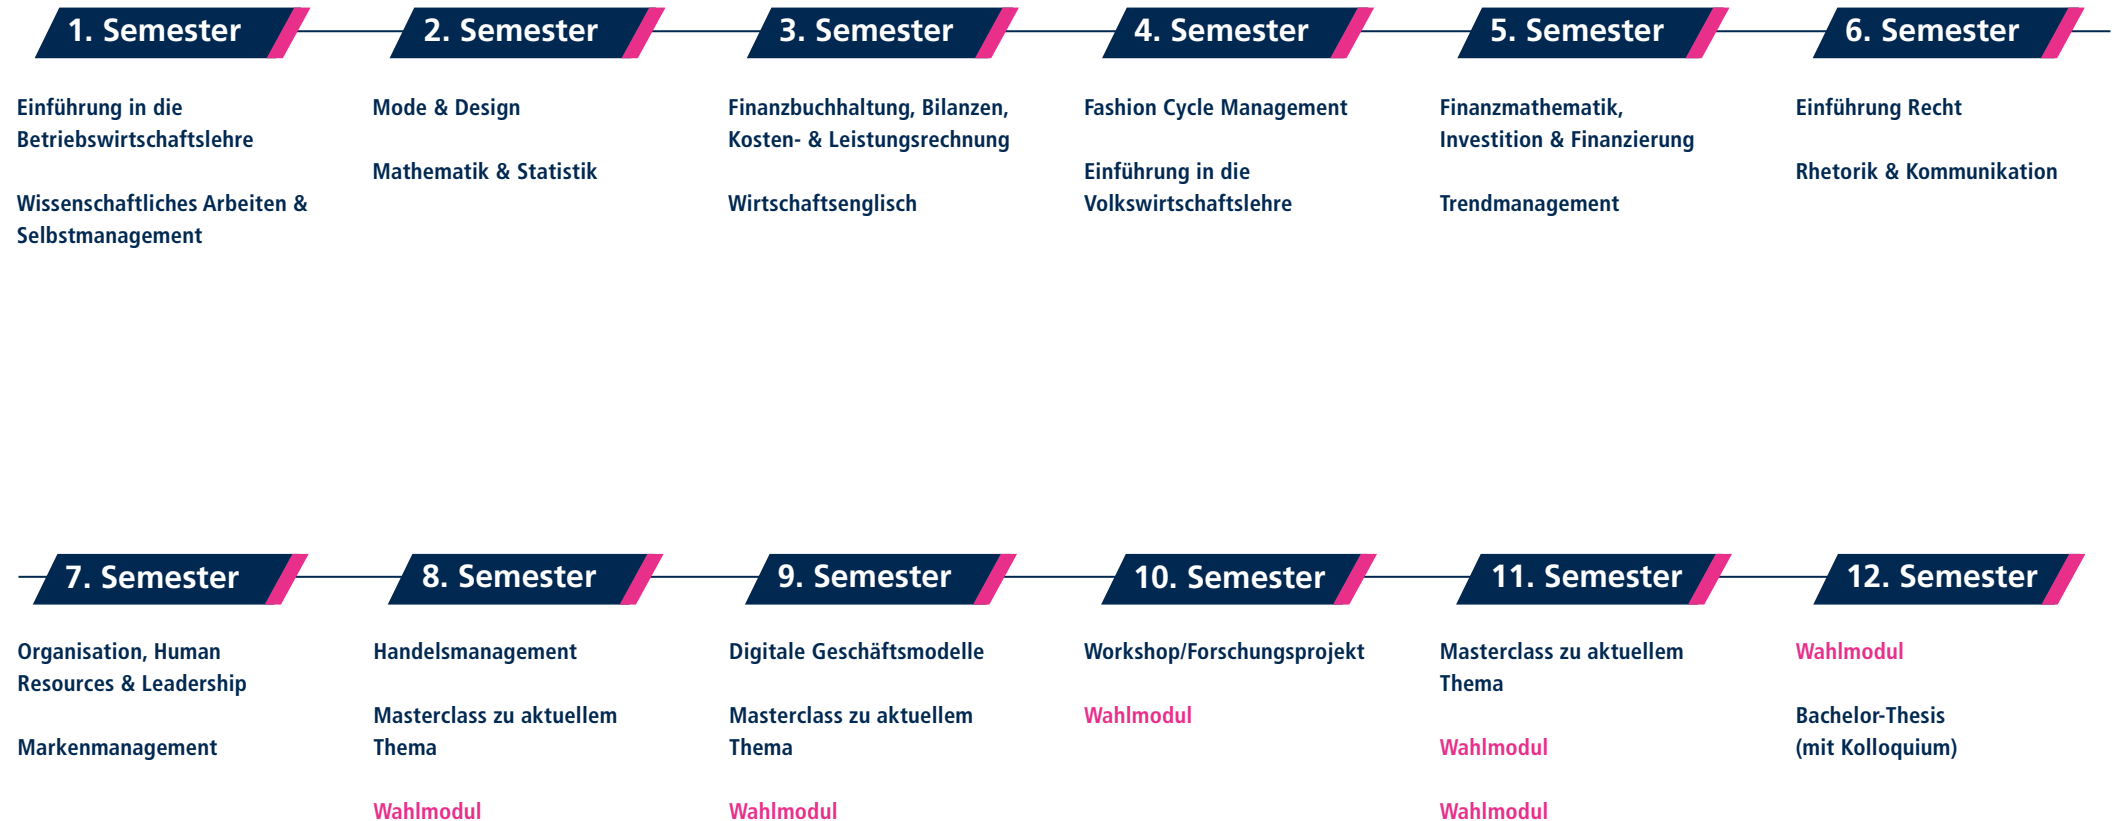 1. Semester
Einführung in die
Betriebswirtschaftslehre
Wissenschaftliches Arbeiten &
Selbstmanagement
2. Semester
Mode & Design
Mathematik & Statistik
3. Semester
Finanzbuchhaltung, Bilanzen,
Kosten- & Leistungsrechnung
Wirtschaftsenglisch
4. Semester
Fashion Cycle Management
Einführung in die
Volkswirtschaftslehre
5. Semester
Finanzmathematik,
Investition & Finanzierung
Trendmanagement
6. Semester
Einführung Recht
Rhetorik & Kommunikation
7. Semester
Organisation, Human
Resources & Leadership
Markenmanagement
8. Semester
Handelsmanagement
Masterclass zu aktuellem
Thema
Wahlmodul
9. Semester
Digitale Geschäftsmodelle
Masterclass zu aktuellem
Thema
Wahlmodul
10. Semester
Workshop/Forschungsprojekt
Wahlmodul
11. Semester
Masterclass zu aktuellem
Thema
Wahlmodul
Wahlmodul
12. Semester
Wahlmodul
Bachelor-Thesis
(mit Kolloquium)